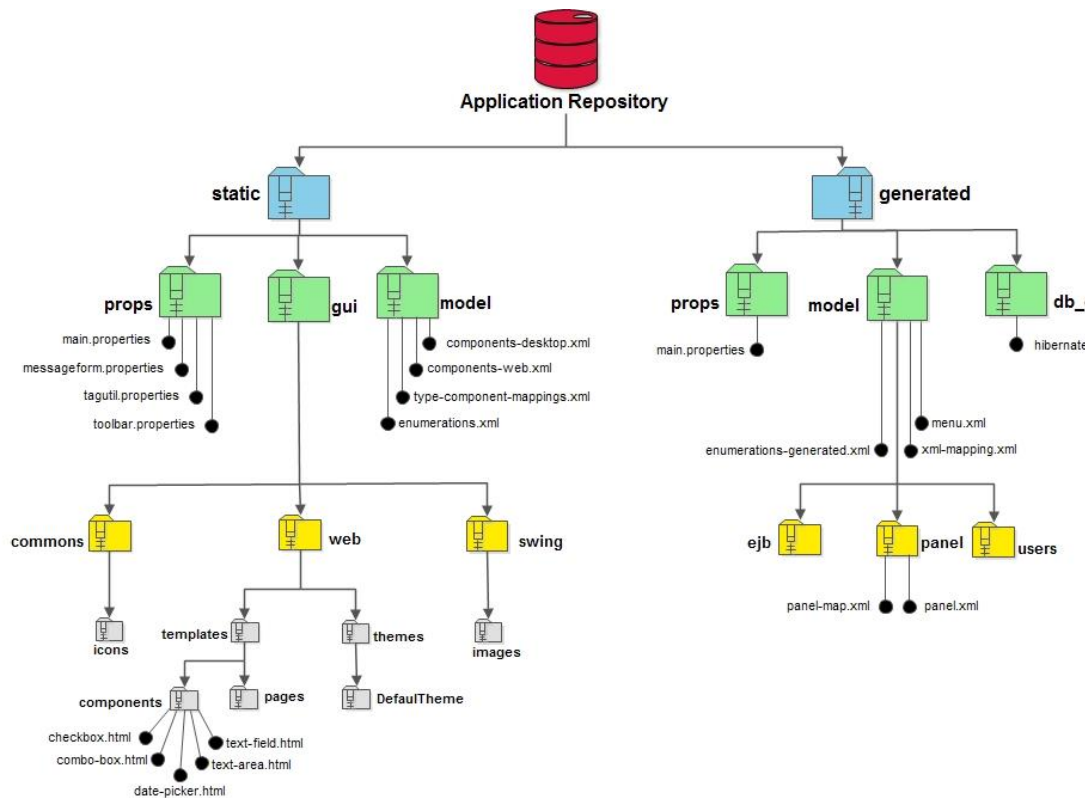 Application Repository
static
generated
props
gui
model
props
model
main.properties
messageform.properties
tagutil.properties
toolbar.properties
components-desktop.xml
components-web.xml
type-component-mappings.xml
enumerations.xml
main.properties
hibernate
menu.xml
enumerations-generated.xml
xml-mapping.xml
commons
web
swing
ejb
panel
users
panel-map.xml
panel.xml
icons
templates
themes
images
components
pages
DefaulTheme
checkbox.html
text-field.html
combo-box.html
text-area.html
date-picker.html